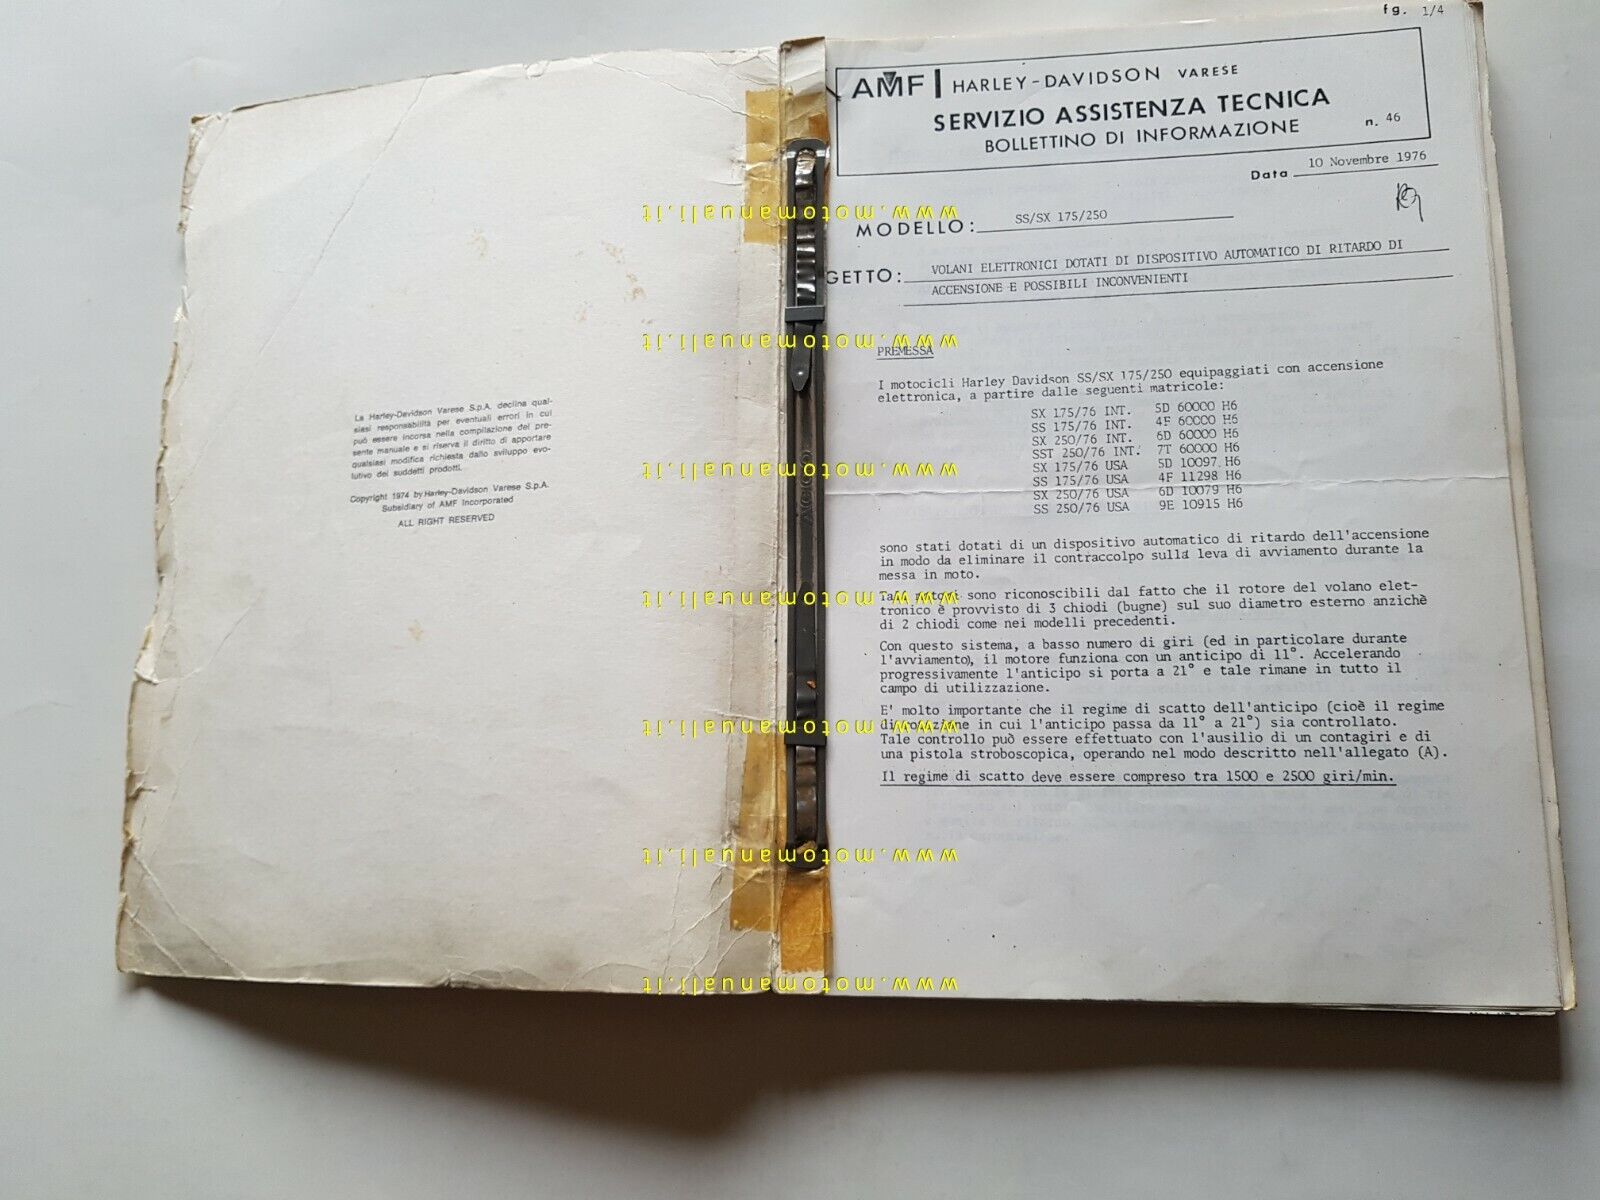 La Harley-Davidson Varese S.p.A. declina qual-
siasi responsabilità per eventuali errori in cui
può essere incorsa nella compilazione del pre-
sente manuale e si riserva il diritto di apportare
qualsiasi modifica richiesta dallo sviluppo evo-
lutivo dei suddetti prodotti.
Copyright 1974 by Harley-Davidson Varese S.p.A.
Subsidiary of AMF Incorporated
ALL RIGHT RESERVED
www.motomanuali.it
www.motomanuali.it
www.motomanuali.it
www.motomanuali.it
www.motomanuali.it
www.motomanuali.it
www.motomanuali.it
ACCO
fg. 1/4
AMF HARLEY-DAVIDSON VARESE
SERVIZIO ASSISTENZA TECNICA
BOLLETTINO DI INFORMAZIONE n. 46
Data 10 Novembre 1976
MODELLO: SS/SX 175/250
GETTO: VOLANI ELETTRONICI DOTATI DI DISPOSITIVO AUTOMATICO DI RITARDO DI
ACCENSIONE E POSSIBILI INCONVENIENTI
PREMESSA
I motocicli Harley Davidson SS/SX 175/250 equipaggiati con accensione
elettronica, a partire dalle seguenti matricole:
SX 175/76 INT. 5D 60000 H6
SS 175/76 INT. 4F 60000 H6
SX 250/76 INT. 6D 60000 H6
SST 250/76 INT. 7T 60000 H6
SX 175/76 USA 5D 10097 H6
SS 175/76 USA 4F 11298 H6
SX 250/76 USA 6D 10079 H6
SS 250/76 USA 9E 10915 H6
sono stati dotati di un dispositivo automatico di ritardo dell'accensione
in modo da eliminare il contraccolpo sulla leva di avviamento durante la
messa in moto.
Tali motori sono riconoscibili dal fatto che il rotore del volano elet-
tronico è provvisto di 3 chiodi (bugne) sul suo diametro esterno anzichè
di 2 chiodi come nei modelli precedenti.
Con questo sistema, a basso numero di giri (ed in particolare durante
l'avviamento), il motore funziona con un anticipo di 11°. Accelerando
progressivamente l'anticipo si porta a 21° e tale rimane in tutto il
campo di utilizzazione.
E' molto importante che il regime di scatto dell'anticipo (cioè il regime
di rotazione in cui l'anticipo passa da 11° a 21°) sia controllato.
Tale controllo può essere effettuato con l'ausilio di un contagiri e di
una pistola stroboscopica, operando nel modo descritto nell'allegato (A).
Il regime di scatto deve essere compreso tra 1500 e 2500 giri/min.